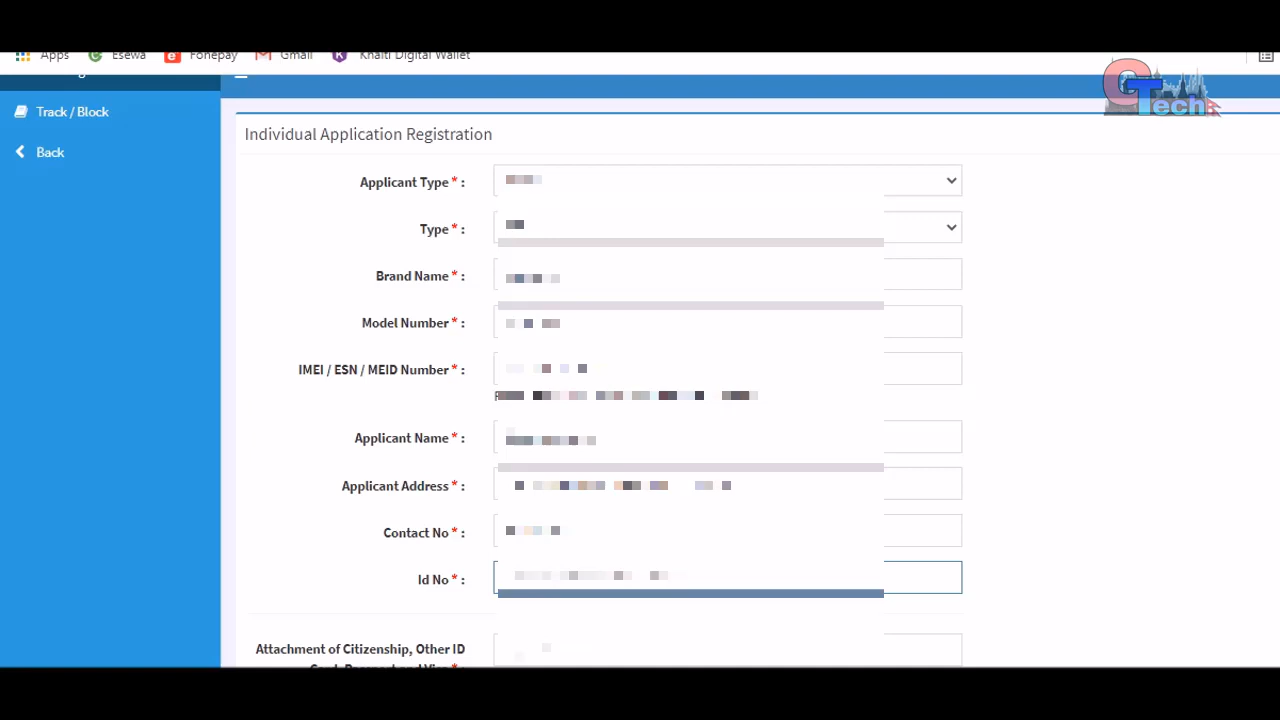 Apps Esewa Fonepay Gmail Khalti Digital Wallet
Track / Block
Back
GTech
Individual Application Registration
Applicant Type * :
Type * :
Brand Name * :
Model Number * :
IMEI / ESN / MEID Number * :
Applicant Name * :
Applicant Address * :
Contact No * :
Id No * :
Attachment of Citizenship, Other ID